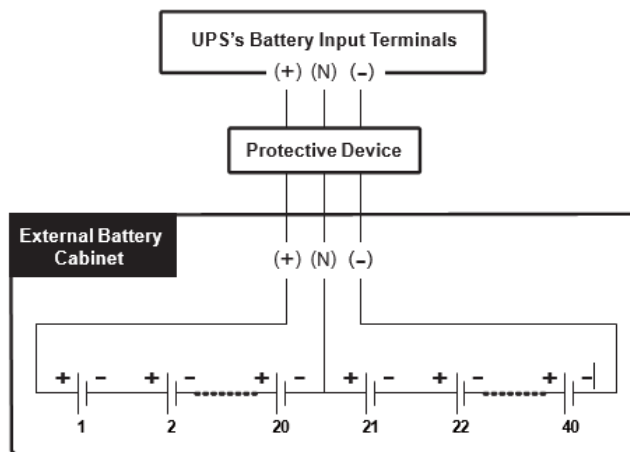 UPS's Battery Input Terminals
(+) (N) (−)
Protective Device
External Battery
Cabinet
(+) (N) (−)
+ − + − + − + − + − + −
1 2 20 21 22 40